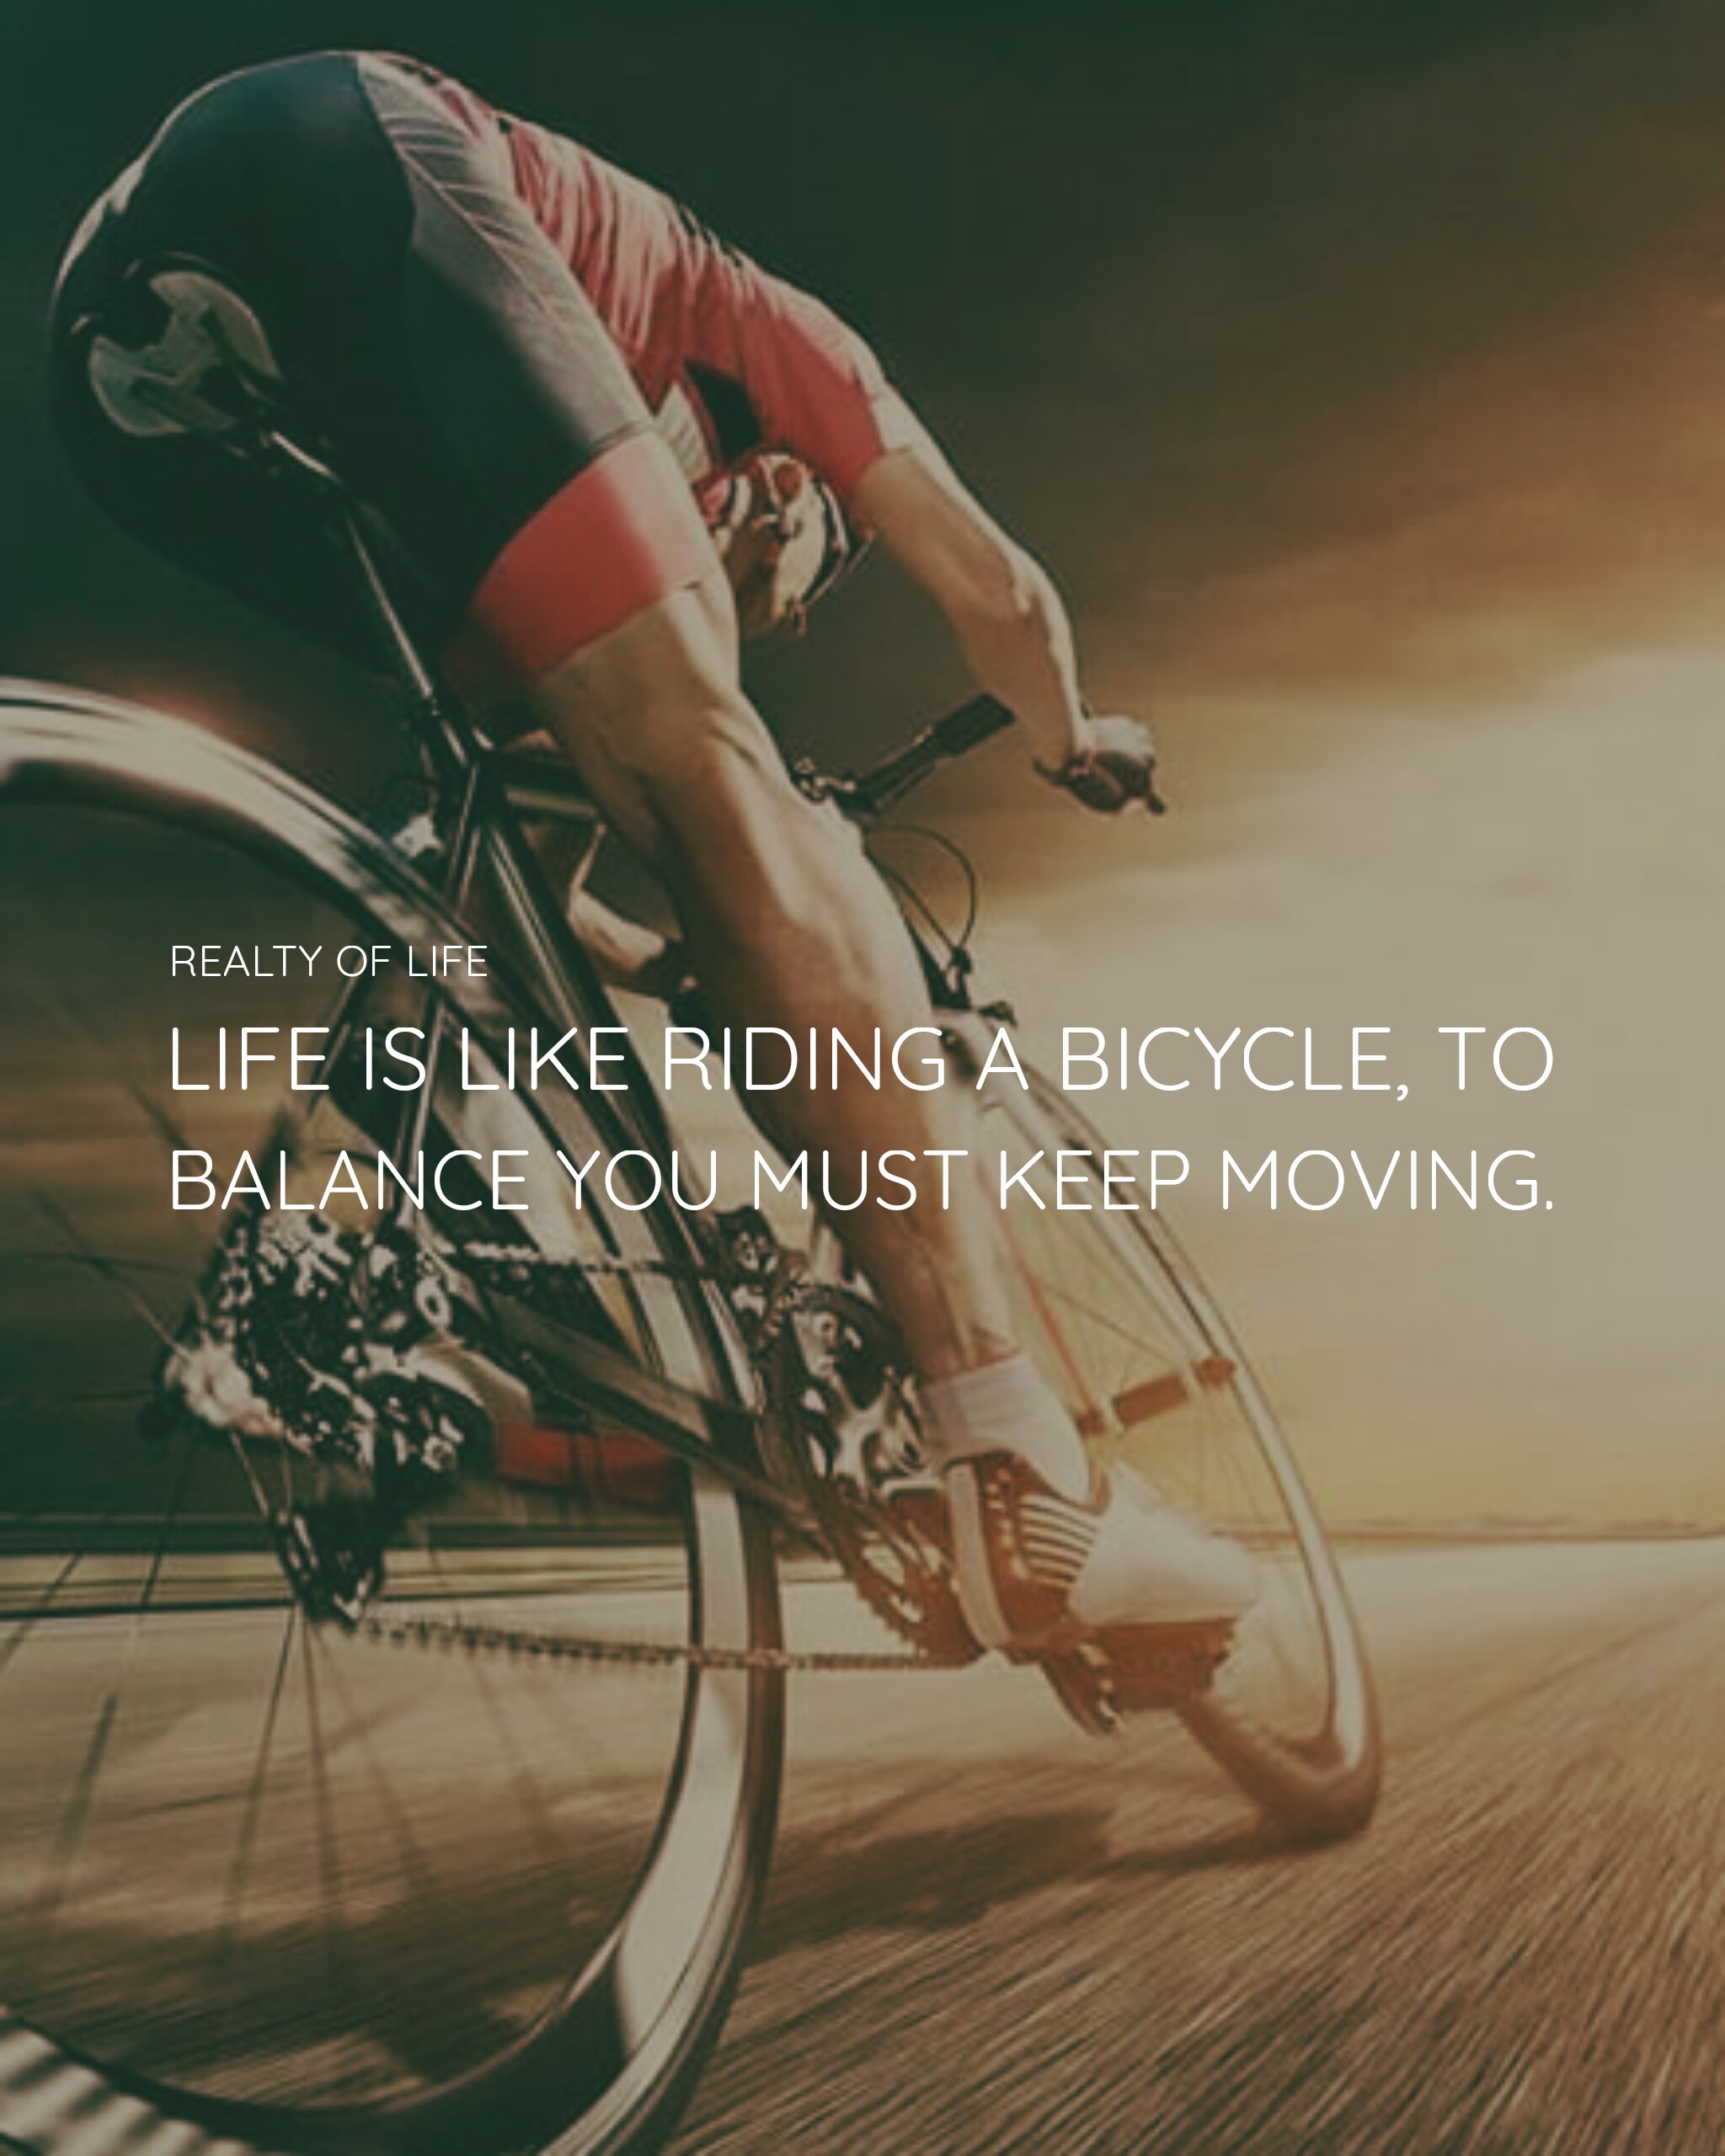 REALTY OF LIFE
LIFE IS LIKE RIDING A BICYCLE, TO
BALANCE YOU MUST KEEP MOVING.